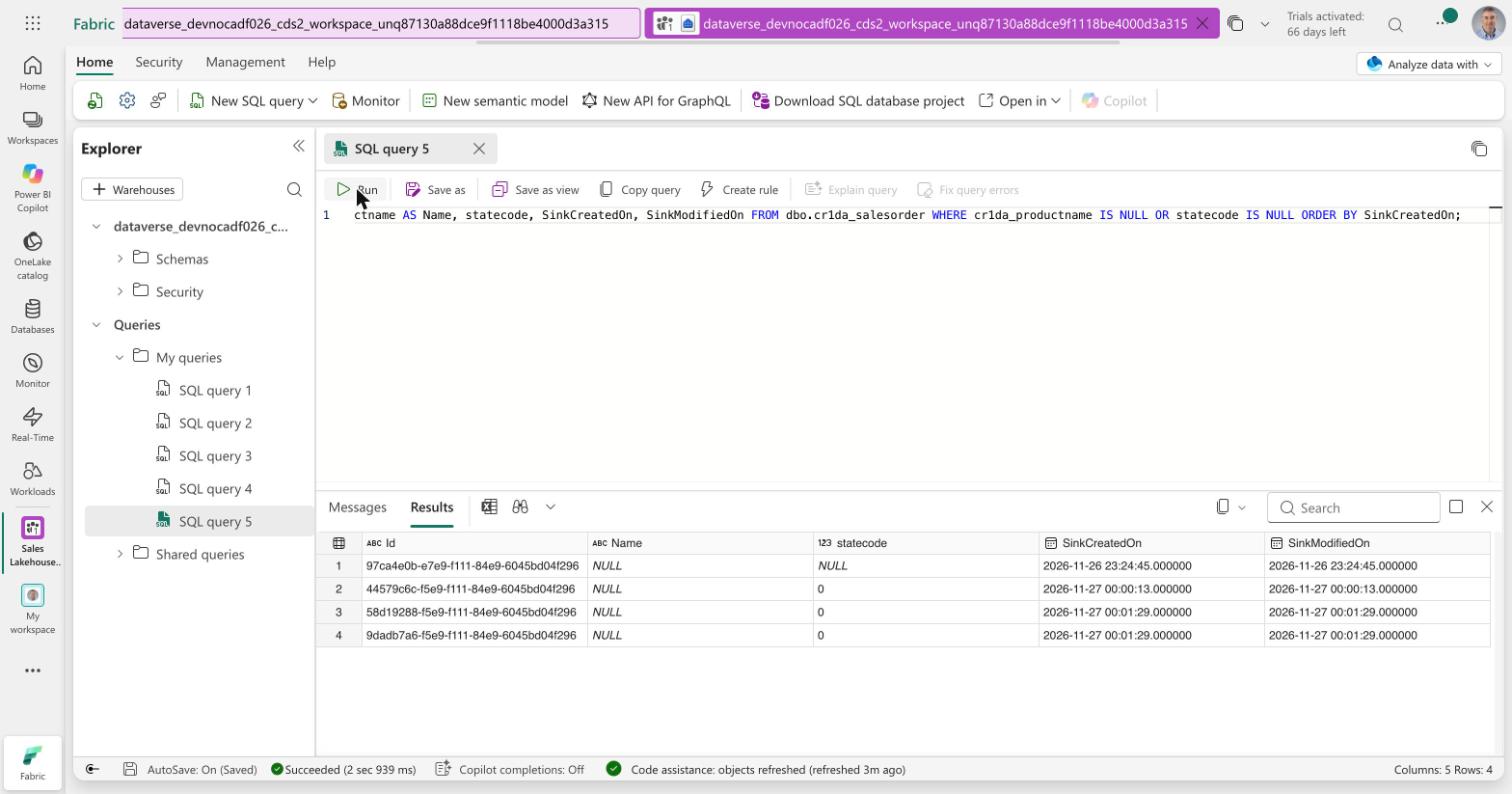 Fabric
dataverse_devnocadf026_cds2_workspace_unq87130a88dce9f1118be4000d3a315
dataverse_devnocadf026_cds2_workspace_unq87130a88dce9f1118be4000d3a315
Trials activated:
66 days left
Home
Security
Management
Help
Analyze data with
New SQL query
Monitor
New semantic model
New API for GraphQL
Download SQL database project
Open in
Copilot
Home
Workspaces
Power BI
Copilot
OneLake
catalog
Databases
Monitor
Real-Time
Workloads
Sales
Lakehouse..
My
workspace
Fabric
Explorer
Warehouses
dataverse_devnocadf026_c...
Schemas
Security
Queries
My queries
SQL query 1
SQL query 2
SQL query 3
SQL query 4
SQL query 5
Shared queries
SQL query 5
Run
Save as
Save as view
Copy query
Create rule
Explain query
Fix query errors
1 ctname AS Name, statecode, SinkCreatedOn, SinkModifiedOn FROM dbo.cr1da_salesorder WHERE cr1da_productname IS NULL OR statecode IS NULL ORDER BY SinkCreatedOn;
Messages
Results
Search
ABC Id ABC Name 123 statecode SinkCreatedOn SinkModifiedOn
1 97ca4e0b-e7e9-f111-84e9-6045bd04f296 NULL NULL 2026-11-26 23:24:45.000000 2026-11-26 23:24:45.000000
2 44579c6c-f5e9-f111-84e9-6045bd04f296 NULL 0 2026-11-27 00:00:13.000000 2026-11-27 00:00:13.000000
3 58d19288-f5e9-f111-84e9-6045bd04f296 NULL 0 2026-11-27 00:01:29.000000 2026-11-27 00:01:29.000000
4 9dadb7a6-f5e9-f111-84e9-6045bd04f296 NULL 0 2026-11-27 00:01:29.000000 2026-11-27 00:01:29.000000
AutoSave: On (Saved)
Succeeded (2 sec 939 ms)
Copilot completions: Off
Code assistance: objects refreshed (refreshed 3m ago)
Columns: 5 Rows: 4